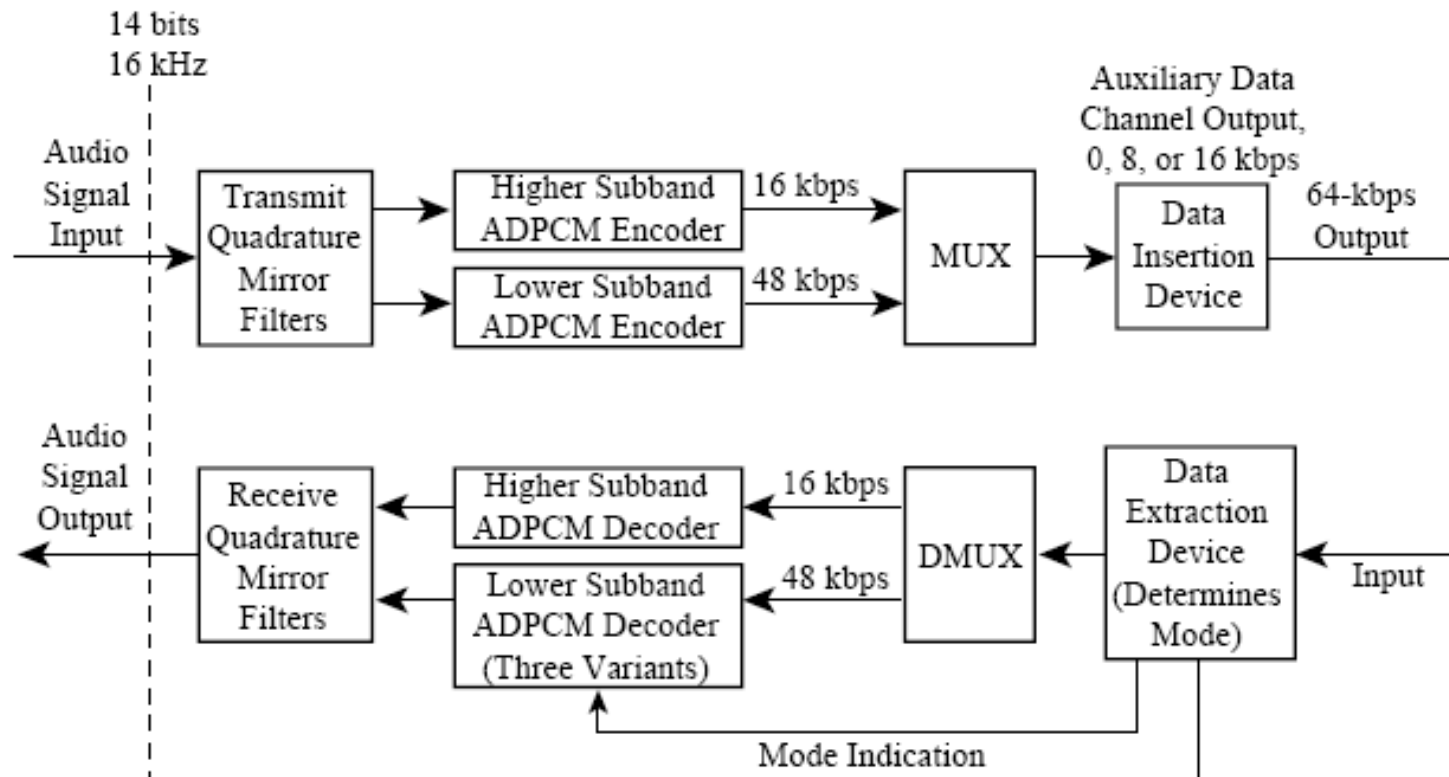 14 bits
16 kHz
Audio
Signal
Input
Transmit
Quadrature
Mirror
Filters
Higher Subband
ADPCM Encoder
16 kbps
Lower Subband
ADPCM Encoder
48 kbps
MUX
Auxiliary Data
Channel Output,
0, 8, or 16 kbps
Data
Insertion
Device
64-kbps
Output
Audio
Signal
Output
Receive
Quadrature
Mirror
Filters
Higher Subband
ADPCM Decoder
16 kbps
Lower Subband
ADPCM Decoder
(Three Variants)
48 kbps
DMUX
Data
Extraction
Device
(Determines
Mode)
Input
Mode Indication